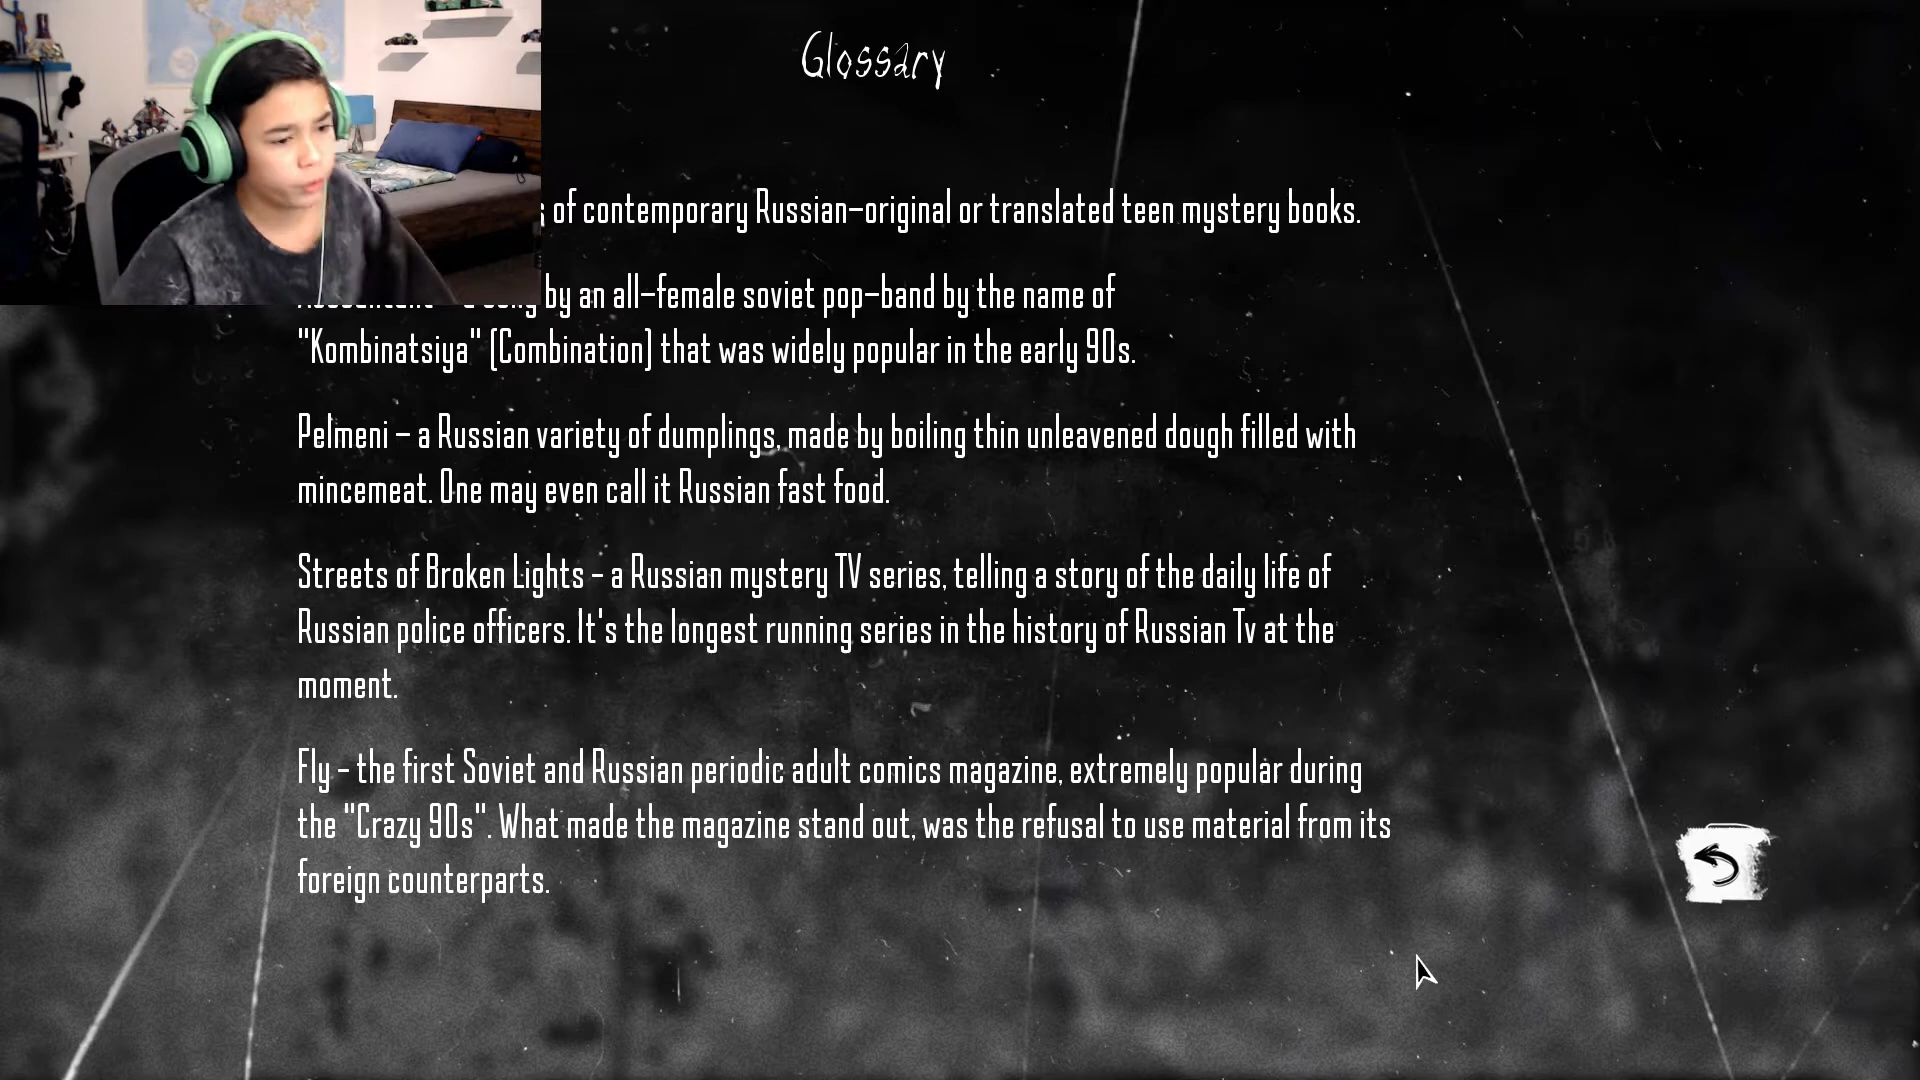 Glossary
of contemporary Russian–original or translated teen mystery books.
by an all–female soviet pop–band by the name of
"Kombinatsiya" (Combination) that was widely popular in the early 90s.
Pelmeni – a Russian variety of dumplings, made by boiling thin unleavened dough filled with
mincemeat. One may even call it Russian fast food.
Streets of Broken Lights - a Russian mystery TV series, telling a story of the daily life of
Russian police officers. It's the longest running series in the history of Russian Tv at the
moment.
Fly - the first Soviet and Russian periodic adult comics magazine, extremely popular during
the "Crazy 90s". What made the magazine stand out, was the refusal to use material from its
foreign counterparts.